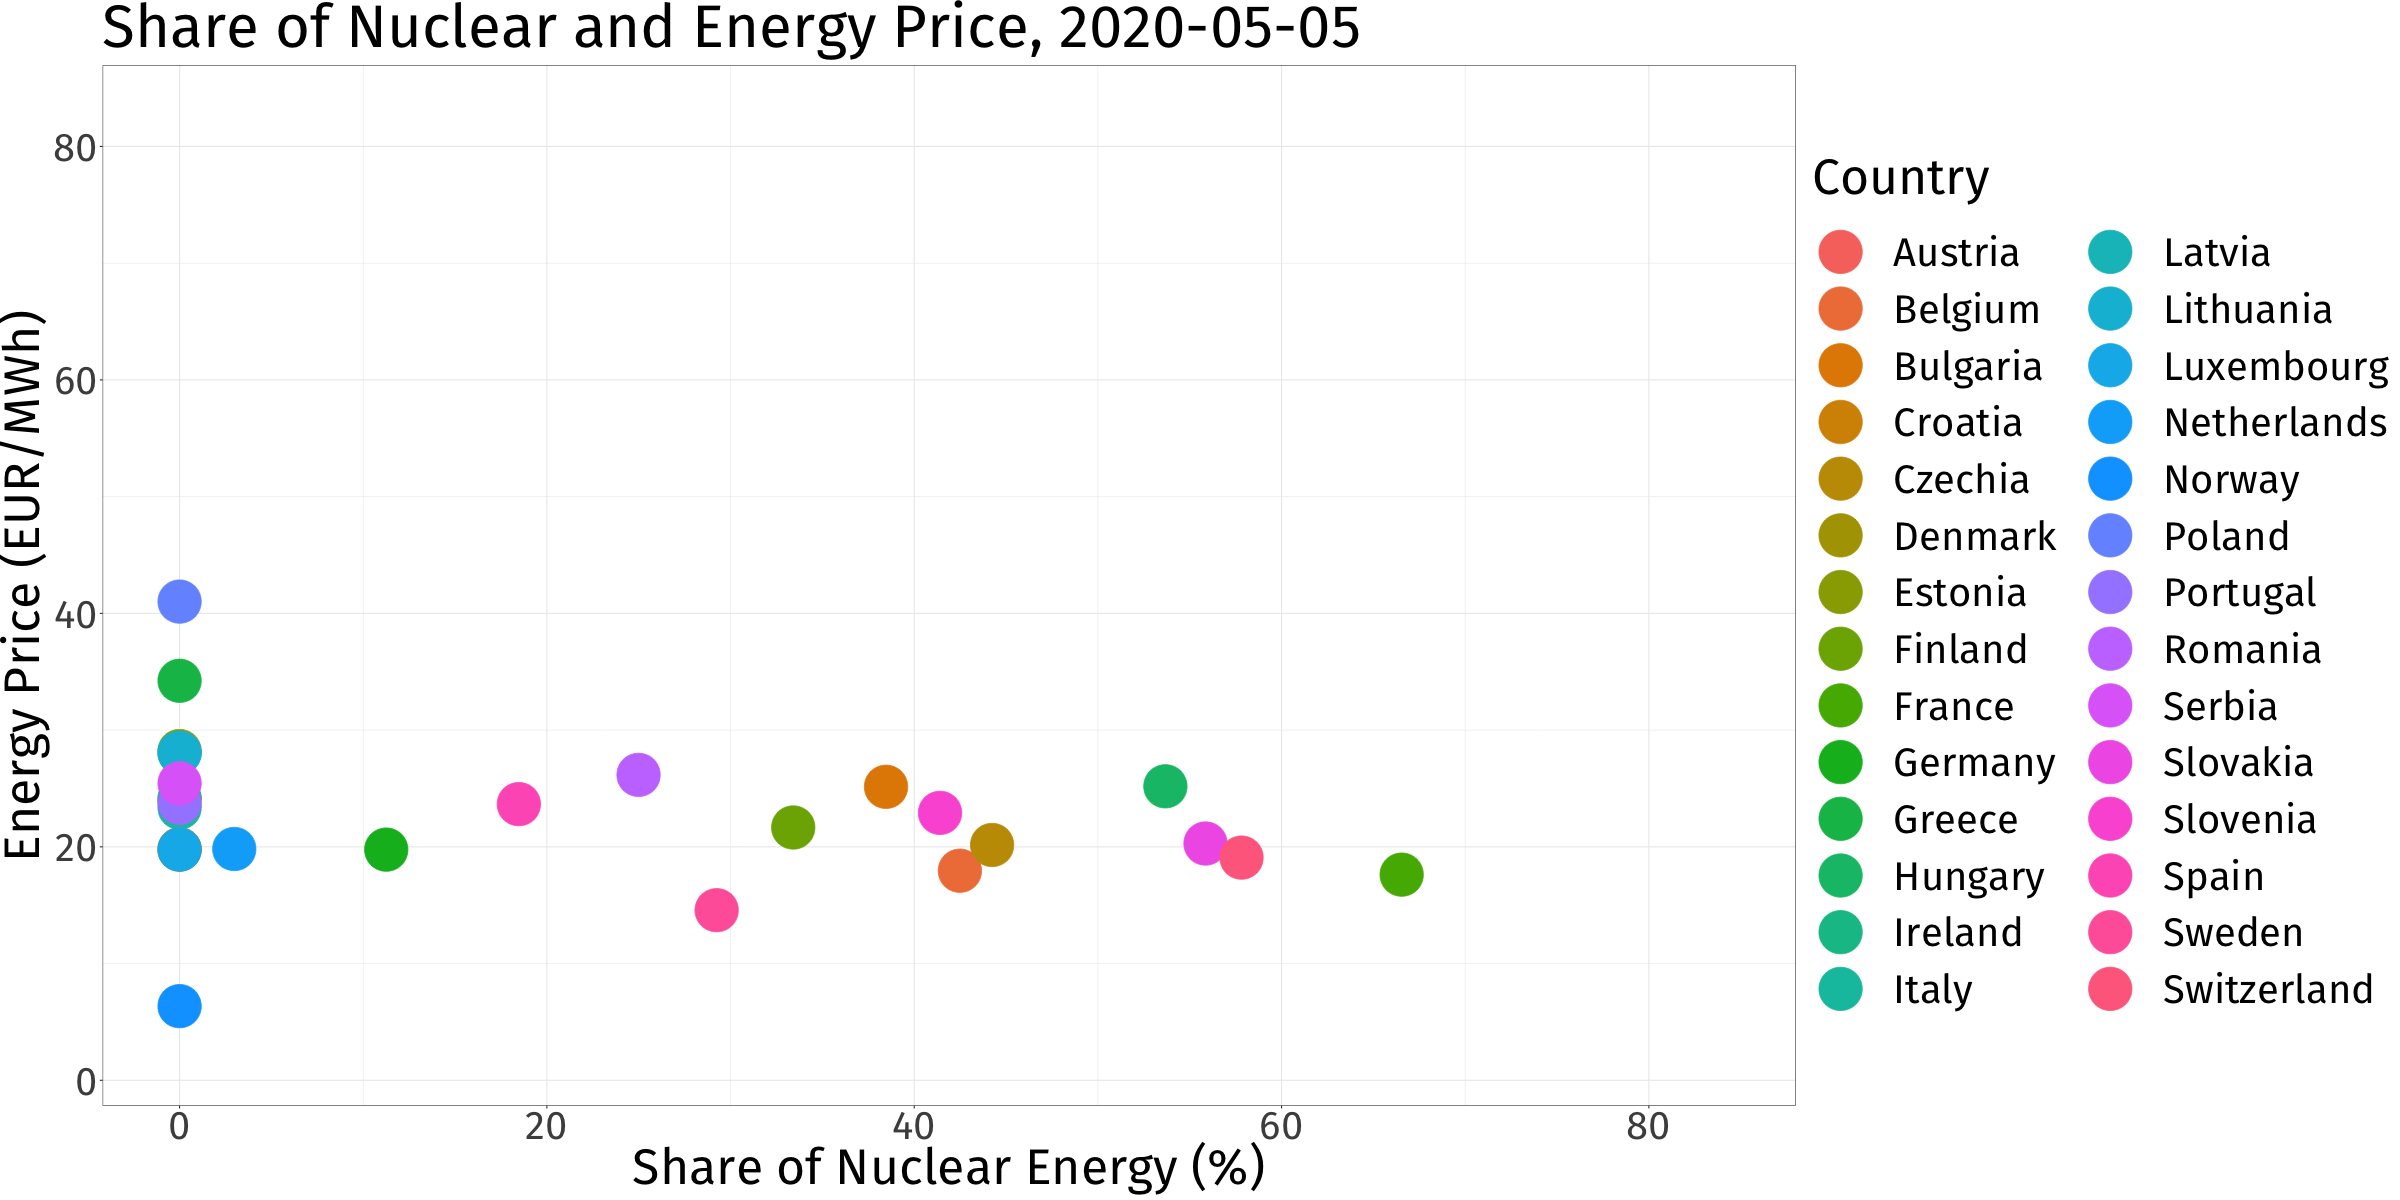 Share of Nuclear and Energy Price, 2020-05-05
Energy Price (EUR/MWh)
80
60
40
20
0
0 20 40 60 80
Share of Nuclear Energy (%)
Country
Austria
Belgium
Bulgaria
Croatia
Czechia
Denmark
Estonia
Finland
France
Germany
Greece
Hungary
Ireland
Italy
Latvia
Lithuania
Luxembourg
Netherlands
Norway
Poland
Portugal
Romania
Serbia
Slovakia
Slovenia
Spain
Sweden
Switzerland